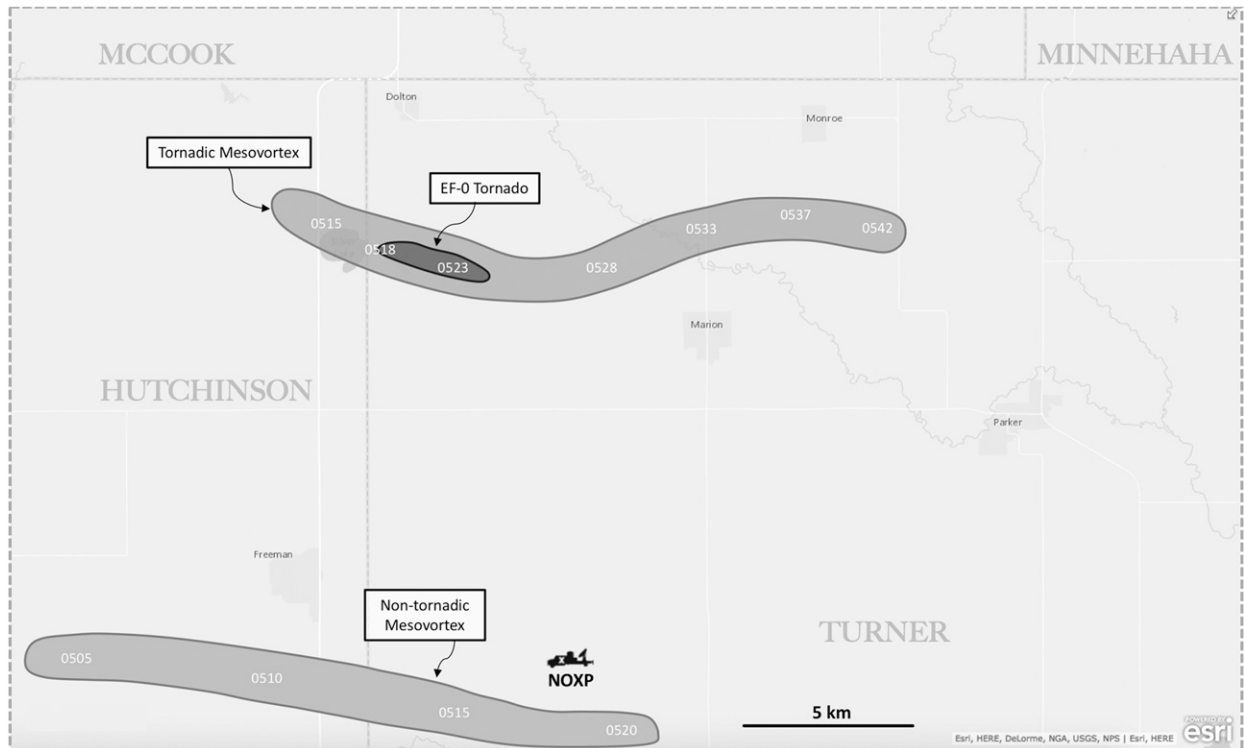 MCCOOK
MINNEHAHA
Dolton
Monroe
Tornadic Mesovortex
EF-0 Tornado
0515
0518
0523
0528
0533
0537
0542
Marion
HUTCHINSON
Parker
Freeman
Non-tornadic
Mesovortex
TURNER
0505
0510
0515
0520
X
NOXP
5 km
Esri, HERE, DeLorme, NGA, USGS, NPS | Esri, HERE
POWERED BY
esri